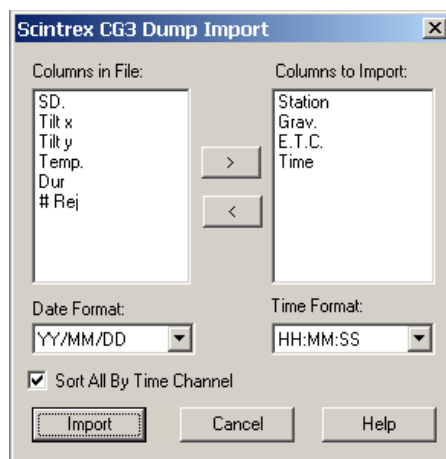 Scintrex CG3 Dump Import
Columns in File:
SD.
Tilt x
Tilt y
Temp.
Dur
# Rej
>
<
Columns to Import:
Station
Grav.
E.T.C.
Time
Date Format:
YY/MM/DD
Time Format:
HH:MM:SS
Sort All By Time Channel
Import
Cancel
Help